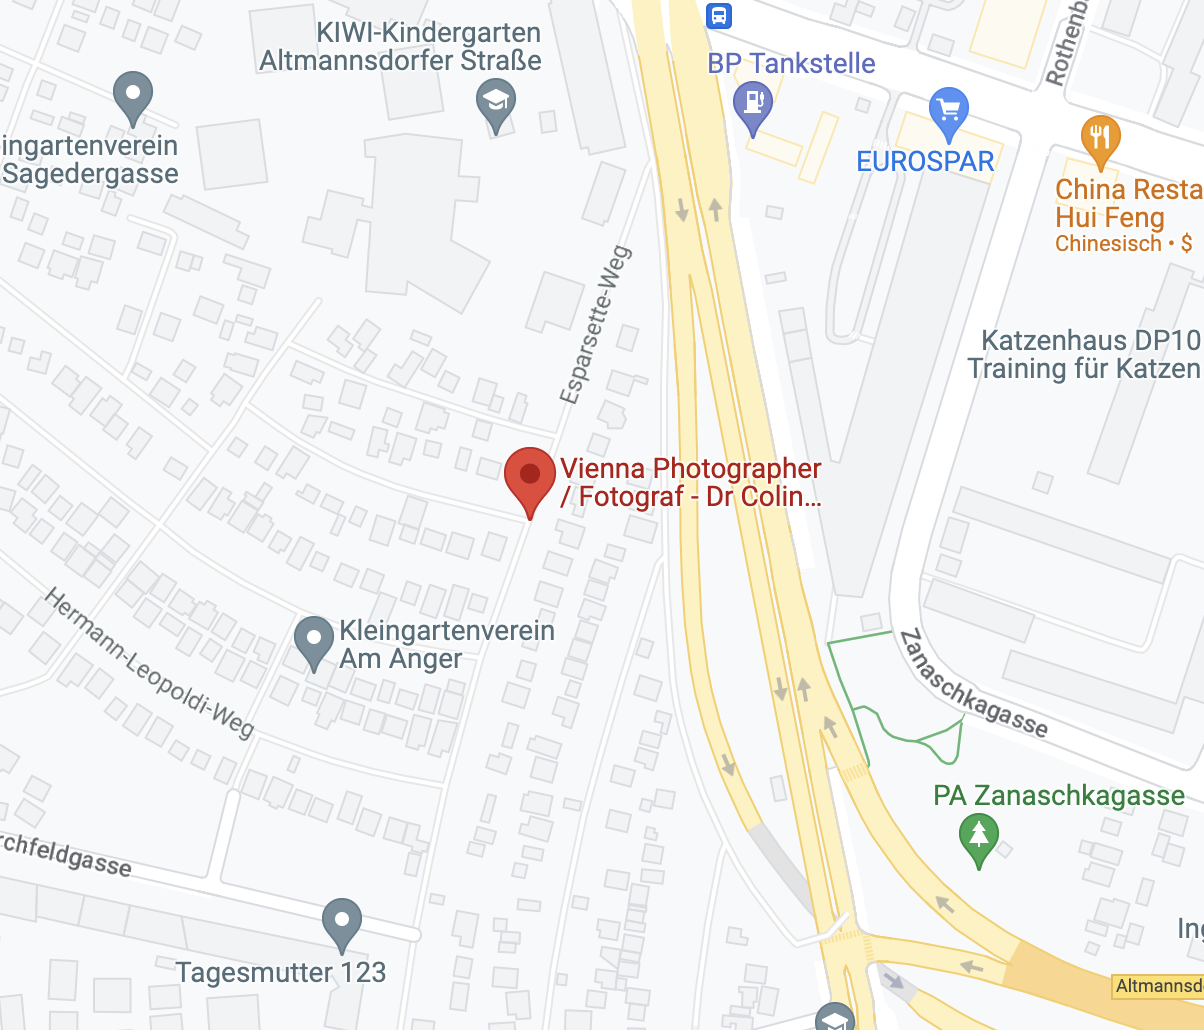 KIWI-Kindergarten
Altmannsdorfer Straße
BP Tankstelle
Rothenb
EUROSPAR
ingartenverein
Sagedergasse
China Resta
Hui Feng
Chinesisch • $
Esparsette-Weg
Katzenhaus DP10
Training für Katzen
Vienna Photographer
/ Fotograf - Dr Colin...
Hermann-Leopoldi-Weg
Kleingartenverein
Am Anger
Zanaschkagasse
PA Zanaschkagasse
rchfeldgasse
Tagesmutter 123
Ing
Altmannsd